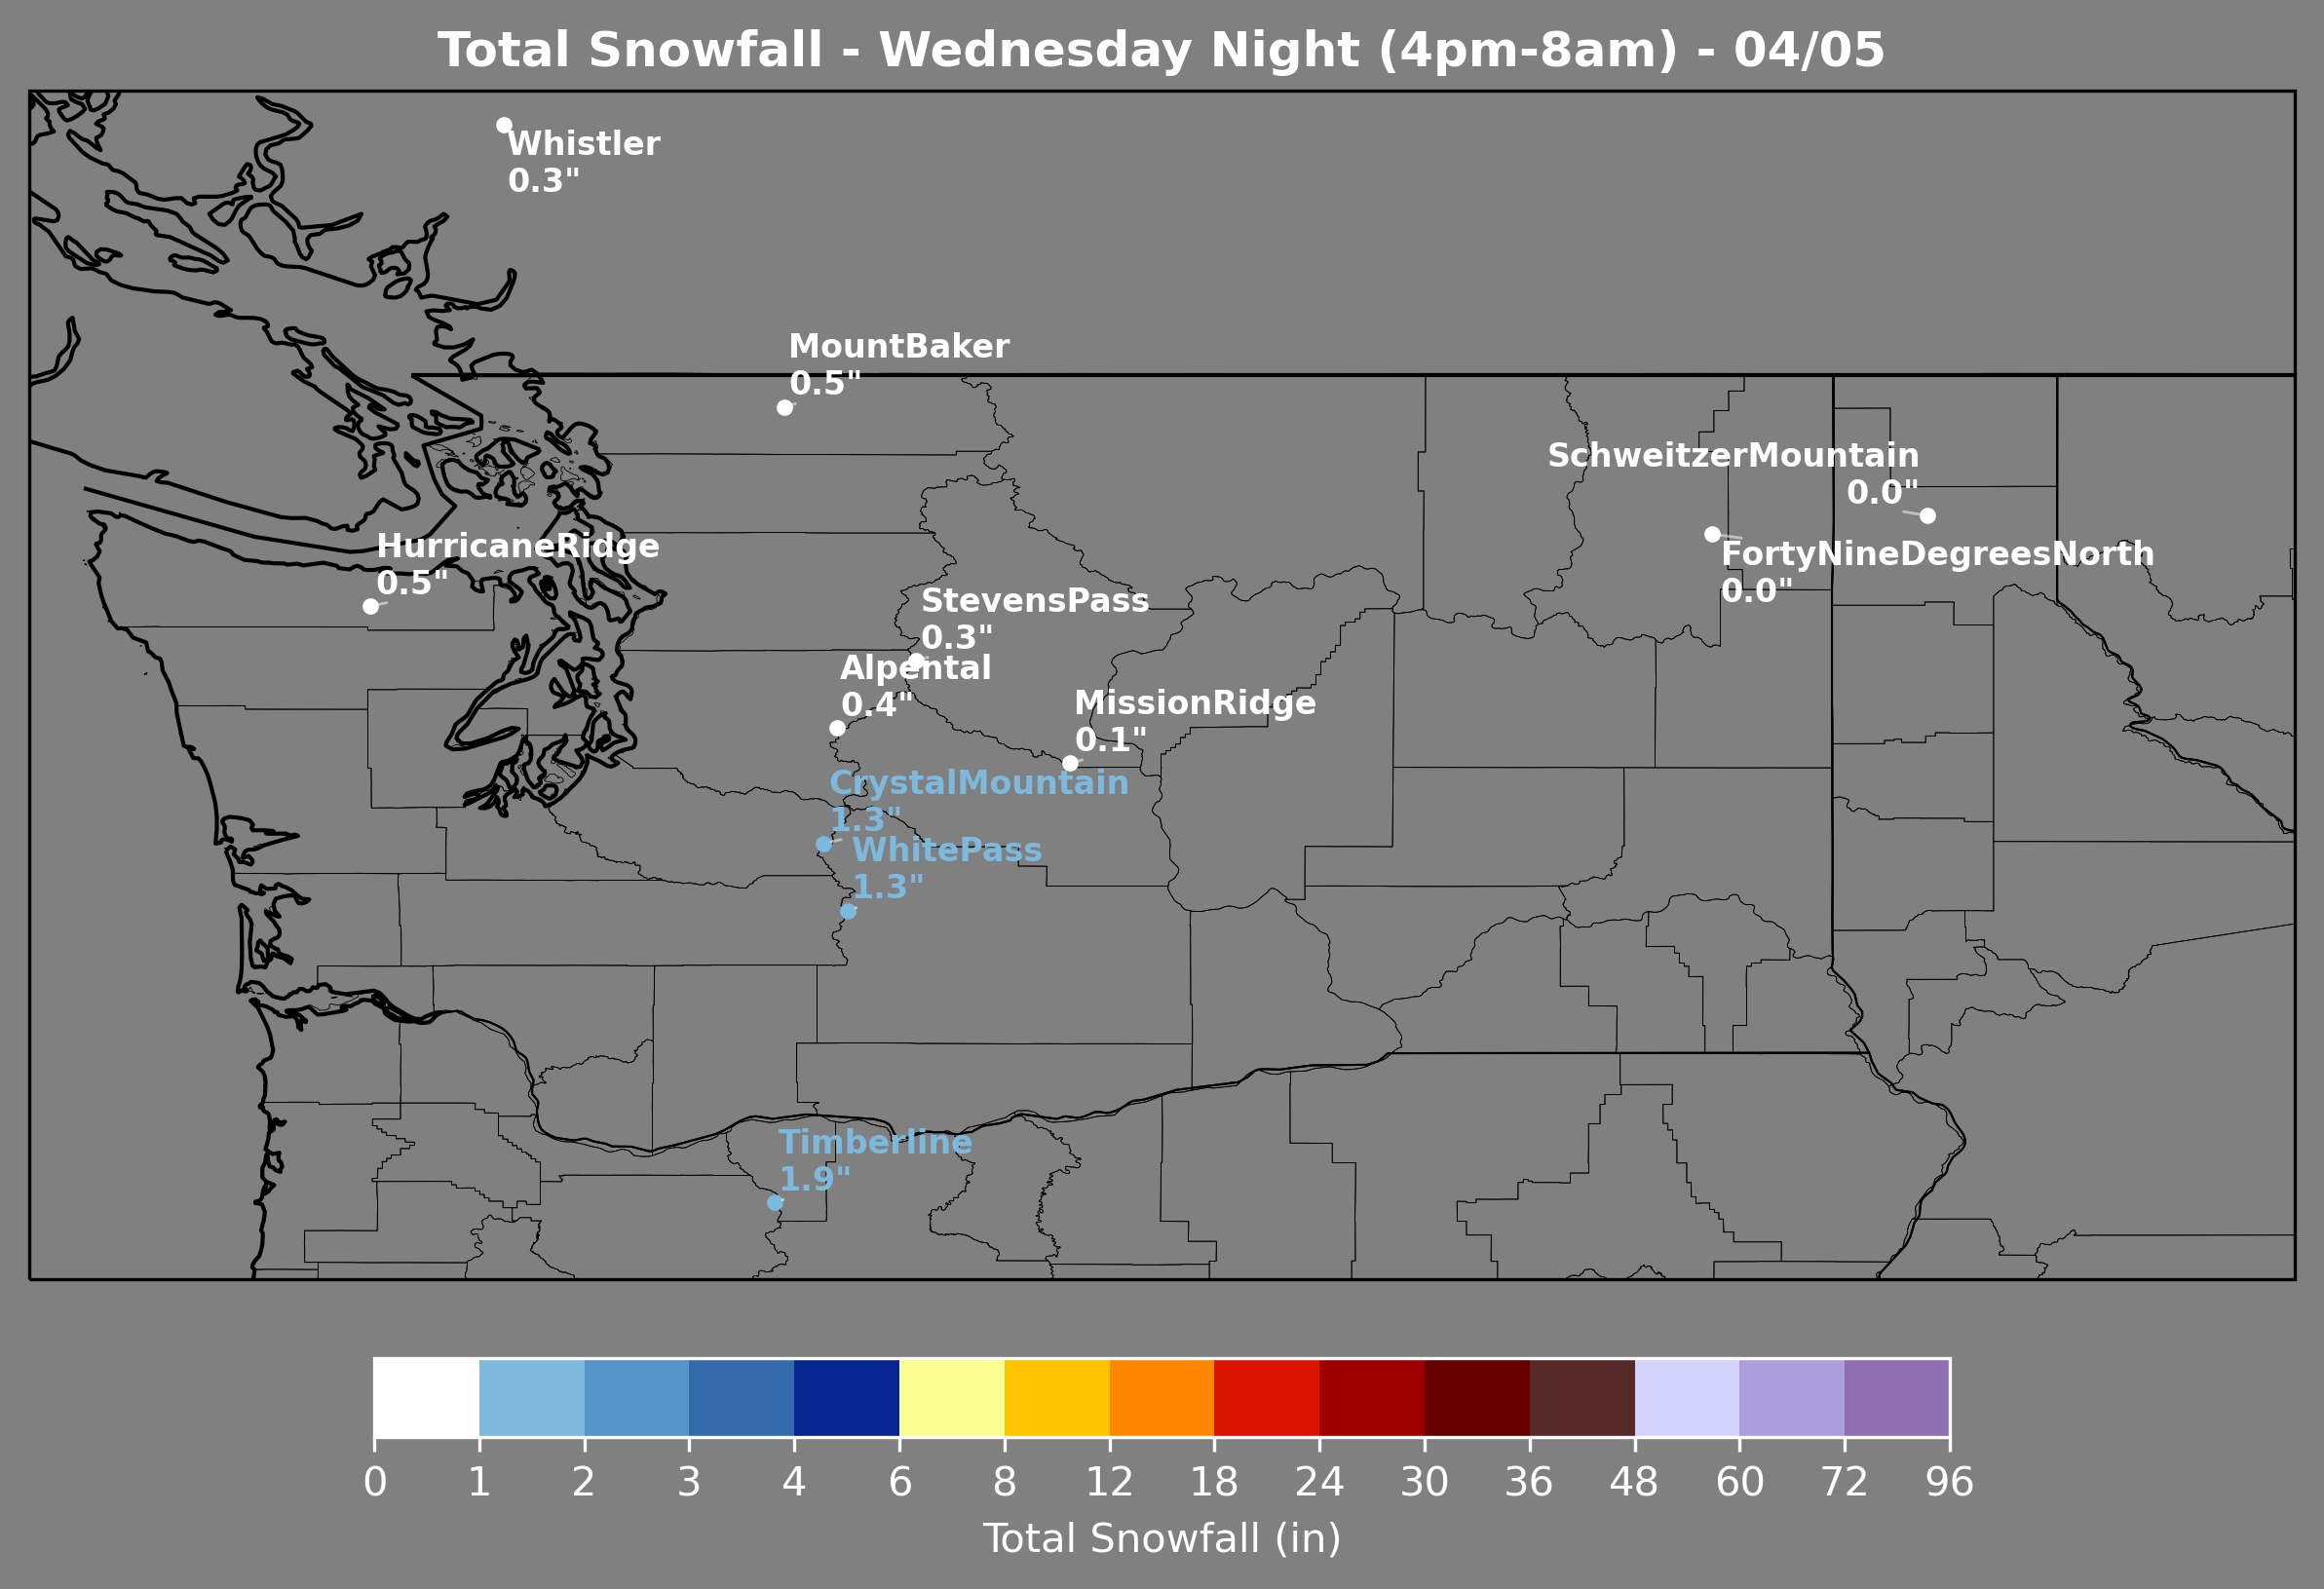 Total Snowfall - Wednesday Night (4pm-8am) - 04/05
Whistler
0.3"
MountBaker
0.5"
SchweitzerMountain
0.0"
HurricaneRidge
0.5"
FortyNineDegreesNorth
0.0"
StevensPass
0.3"
Alpental
0.4"
MissionRidge
0.1"
CrystalMountain
1.3"
WhitePass
1.3"
Timberline
1.9"
0 1 2 3 4 6 8 12 18 24 30 36 48 60 72 96
Total Snowfall (in)